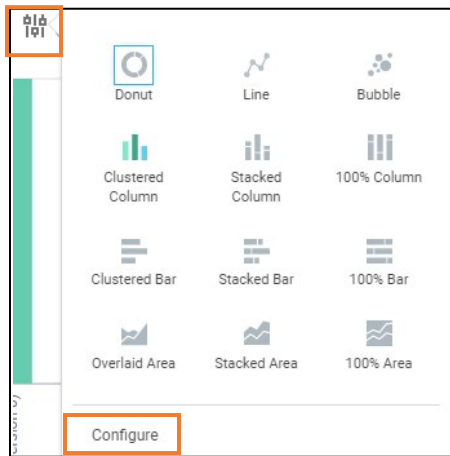 Donut
Line
Bubble
Clustered
Column
Stacked
Column
100% Column
Clustered Bar
Stacked Bar
100% Bar
Overlaid Area
Stacked Area
100% Area
Configure